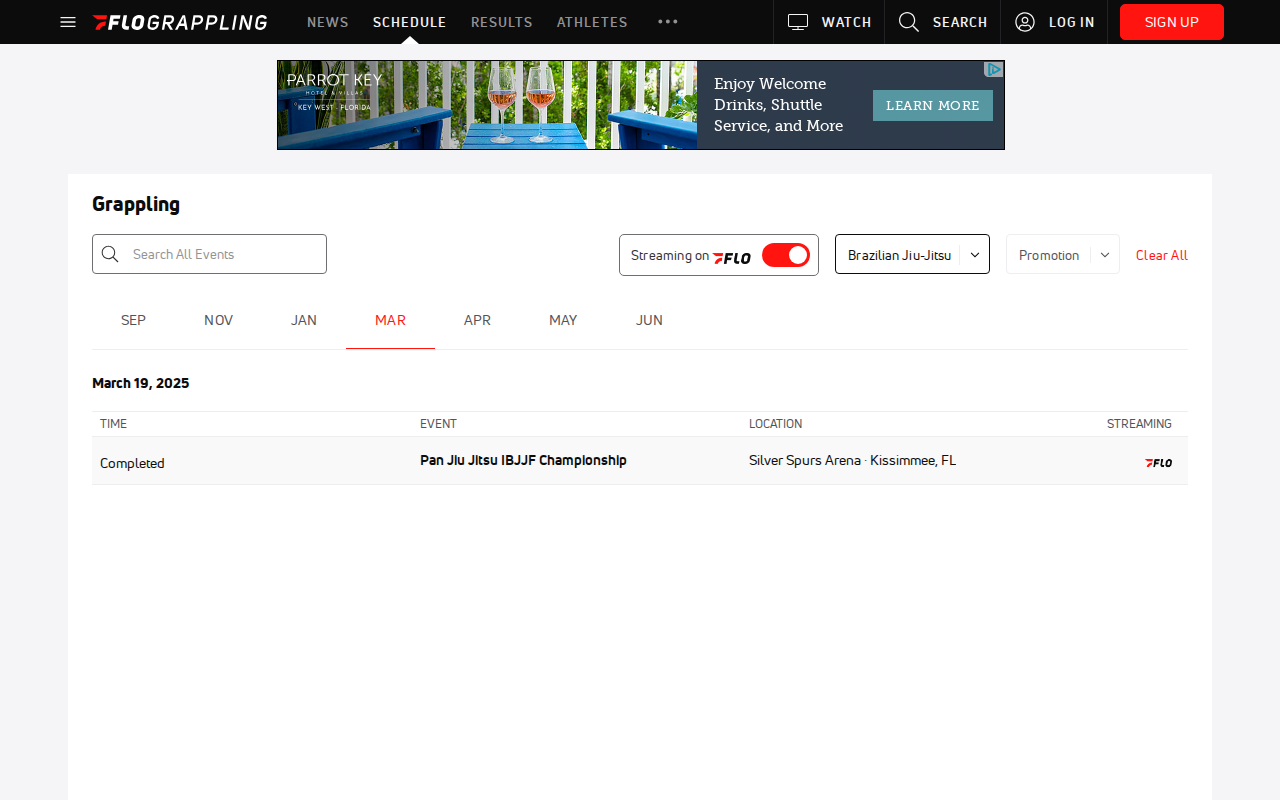 FLOGRAPPLING NEWS SCHEDULE RESULTS ATHLETES WATCH SEARCH LOG IN SIGN UP
PARROT KEY
HOTEL & VILLAS
KEY WEST · FLORIDA
Enjoy Welcome
Drinks, Shuttle
Service, and More
LEARN MORE
Grappling
Search All Events
Streaming on FLO
Brazilian Jiu-Jitsu
Promotion
Clear All
SEP NOV JAN MAR APR MAY JUN
March 19, 2025
TIME EVENT LOCATION STREAMING
Completed Pan Jiu Jitsu IBJJF Championship Silver Spurs Arena · Kissimmee, FL FLO